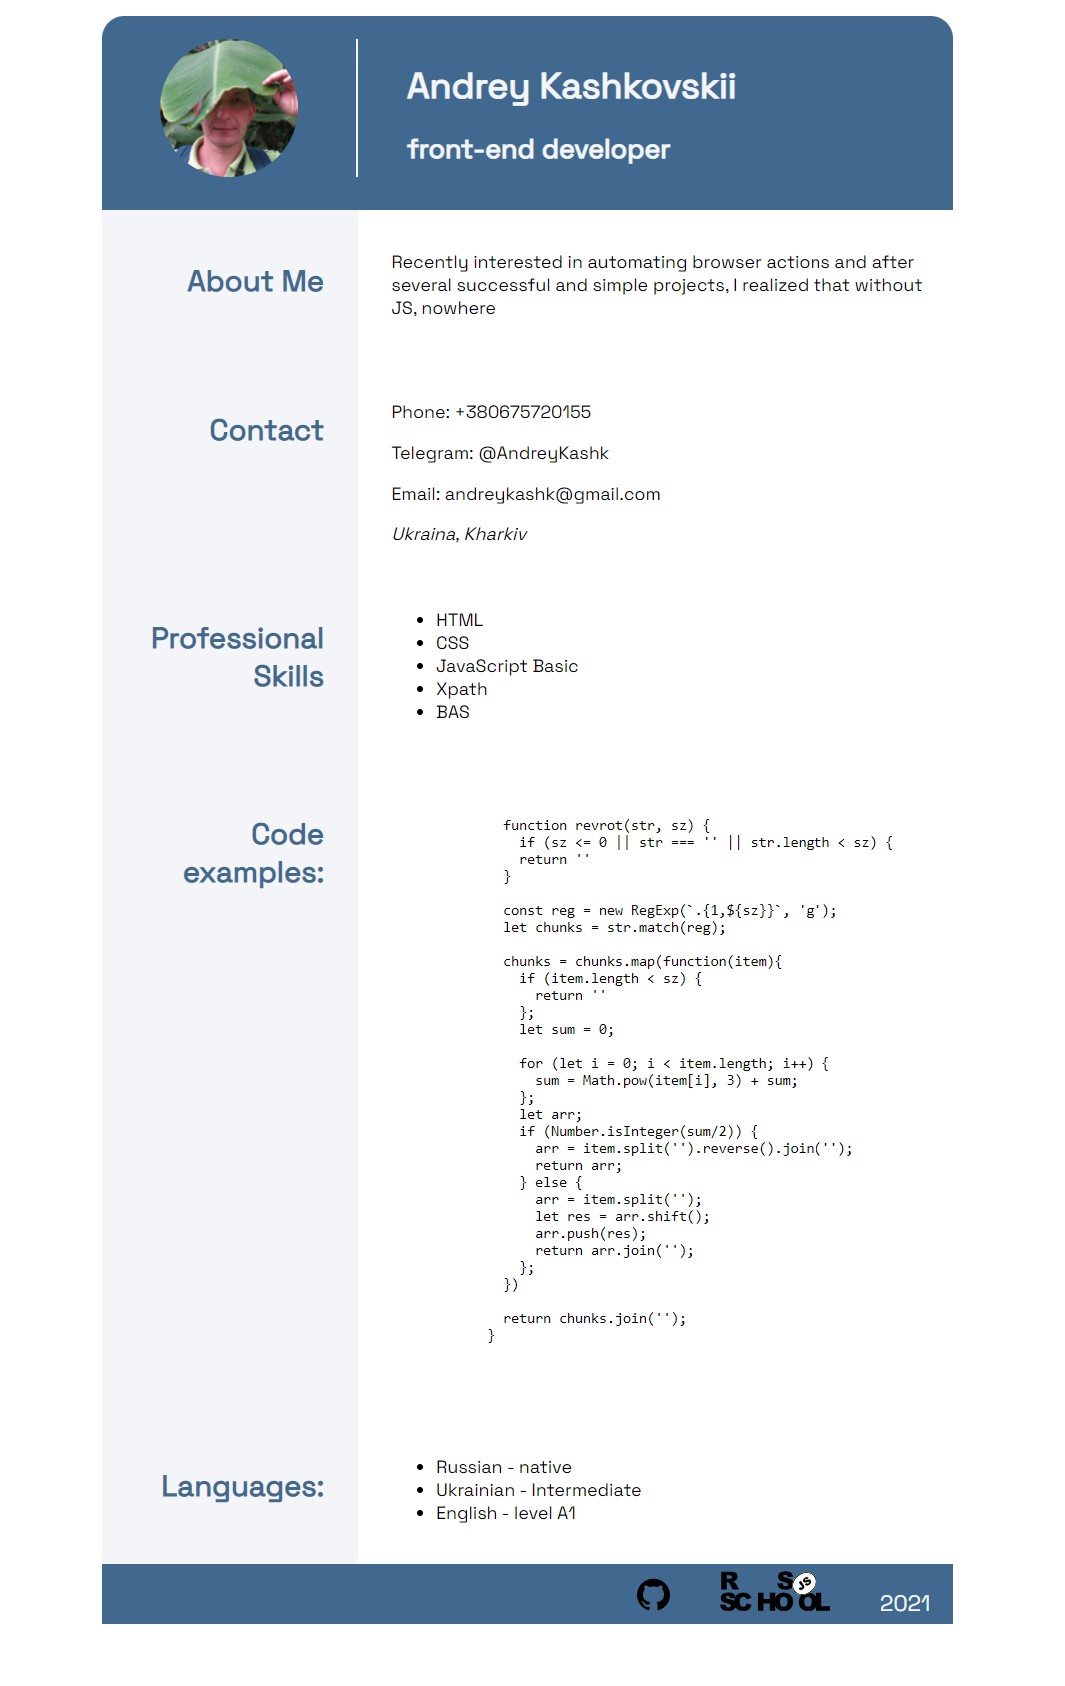 Andrey Kashkovskii
front-end developer
About Me
Recently interested in automating browser actions and after
several successful and simple projects, I realized that without
JS, nowhere
Contact
Phone: +380675720155
Telegram: @AndreyKashk
Email: andreykashk@gmail.com
Ukraina, Kharkiv
Professional
Skills
• HTML
• CSS
• JavaScript Basic
• Xpath
• BAS
Code
examples:
function revrot(str, sz) {
  if (sz <= 0 || str === '' || str.length < sz) {
  return ''
}
const reg = new RegExp(`.{1,${sz}}`, 'g');
let chunks = str.match(reg);
chunks = chunks.map(function(item){
  if (item.length < sz) {
    return ''
  };
  let sum = 0;
  for (let i = 0; i < item.length; i++) {
    sum = Math.pow(item[i], 3) + sum;
  };
  let arr;
  if (Number.isInteger(sum/2)) {
    arr = item.split('').reverse().join('');
    return arr;
  } else {
    arr = item.split('');
    let res = arr.shift();
    arr.push(res);
    return arr.join('');
  };
})
return chunks.join('');
}
Languages:
• Russian - native
• Ukrainian - Intermediate
• English - level A1
R S JS
SCHOOL
2021